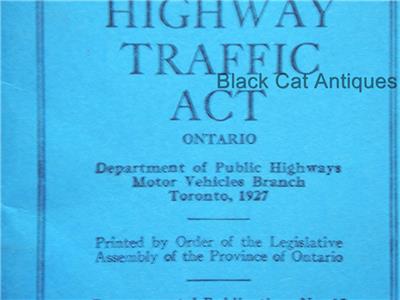 HIGHWAY
TRAFFIC
Black Cat Antiques
ACT
ONTARIO
Department of Public Highways
Motor Vehicles Branch
Toronto, 1927
Printed by Order of the Legislative
Assembly of the Province of Ontario